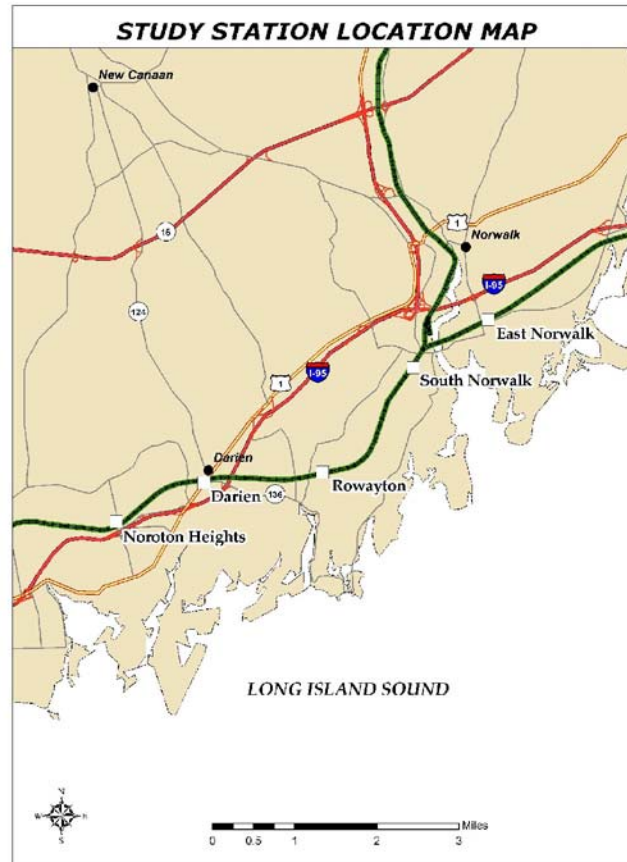 STUDY STATION LOCATION MAP
New Canaan
1
Norwalk
15
I-95
124
East Norwalk
1
I-95
South Norwalk
Darien
Rowayton
Darien
136
Noroton Heights
LONG ISLAND SOUND
N
W E
S
Miles
0 0.5 1 2 3